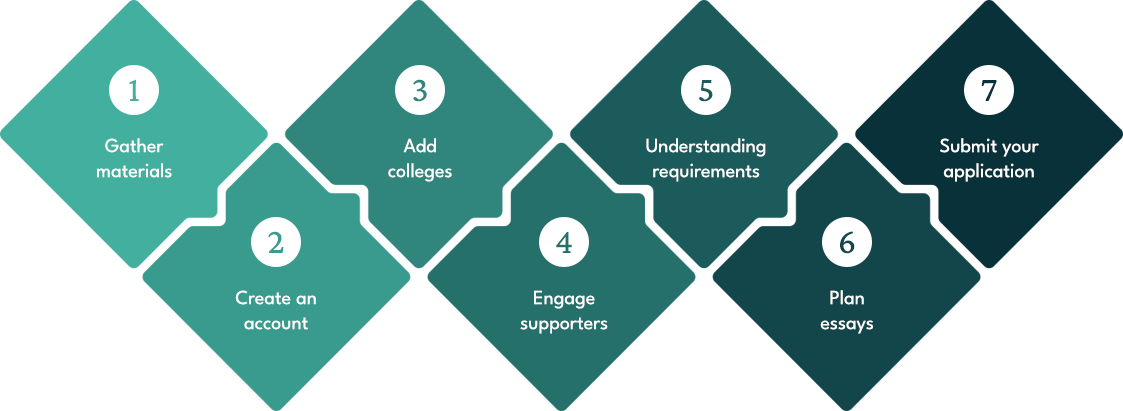 1
Gather
materials
2
Create an
account
3
Add
colleges
4
Engage
supporters
5
Understanding
requirements
6
Plan
essays
7
Submit your
application